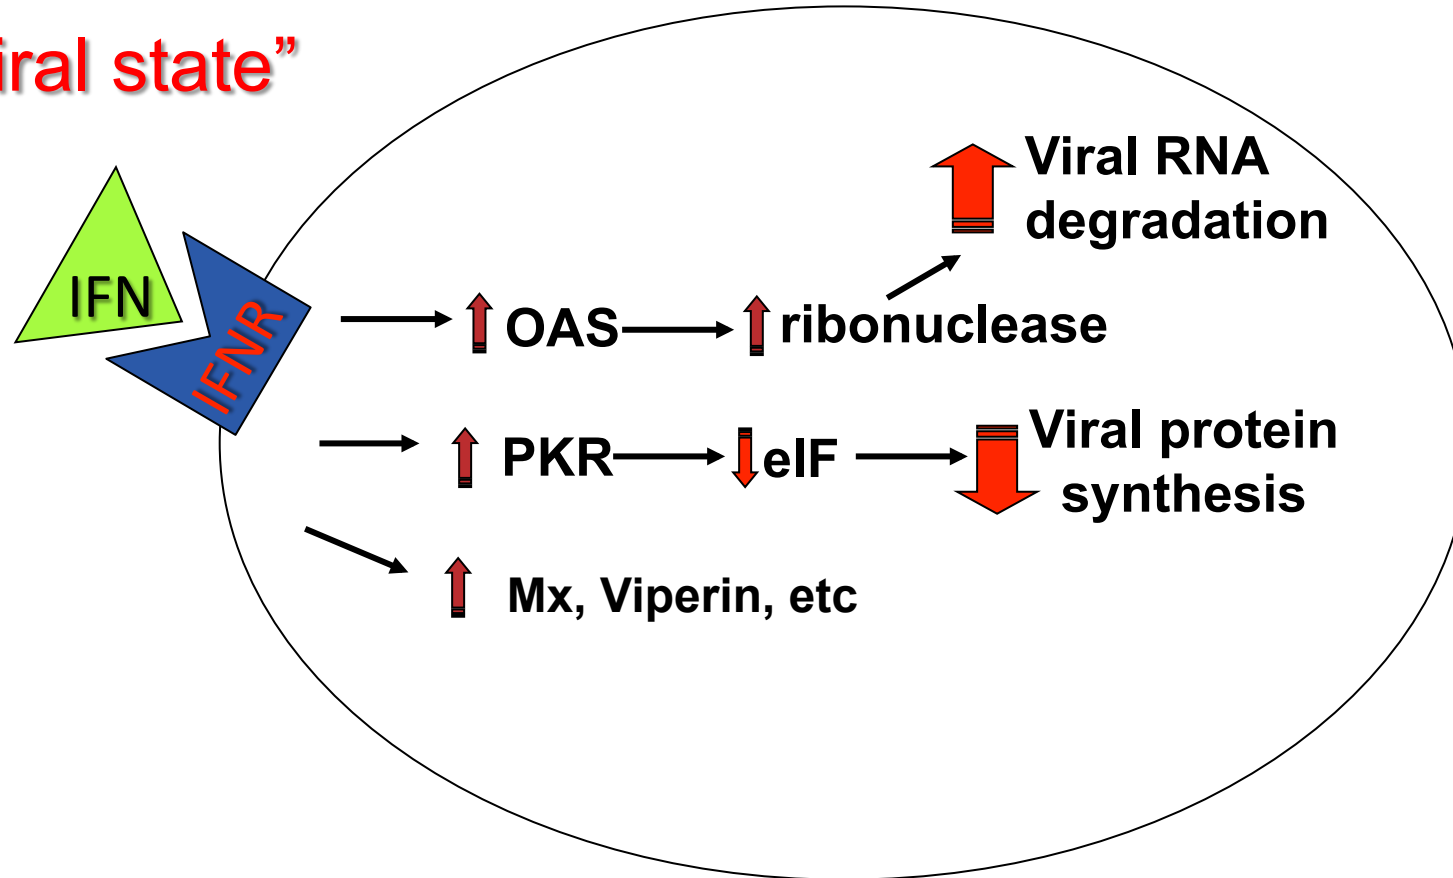 iral state”
Viral RNA
degradation
IFN
IFNR
OAS
ribonuclease
PKR
eIF
Viral protein
synthesis
Mx, Viperin, etc